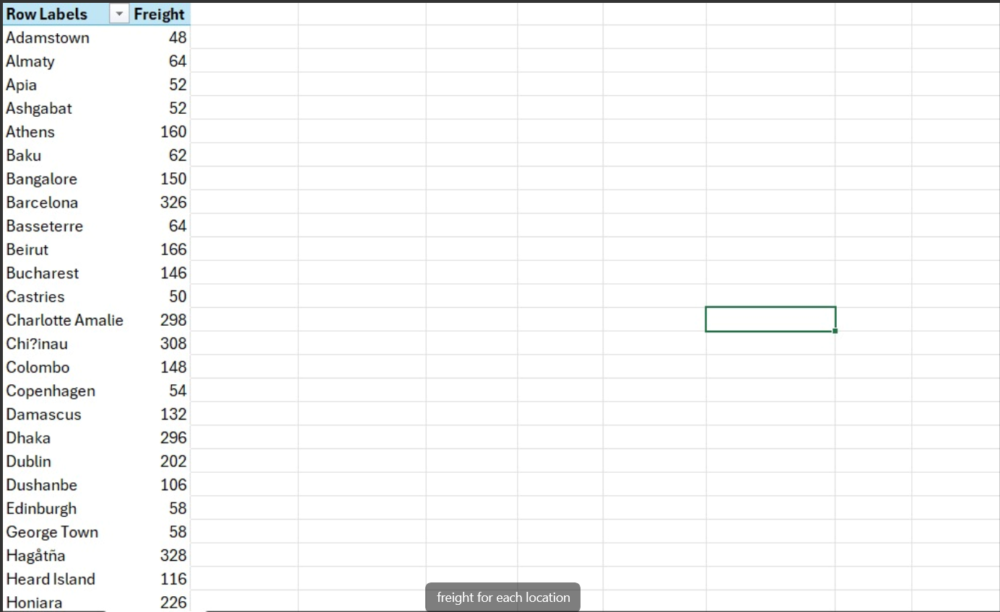 Row Labels Freight
Adamstown 48
Almaty 64
Apia 52
Ashgabat 52
Athens 160
Baku 62
Bangalore 150
Barcelona 326
Basseterre 64
Beirut 166
Bucharest 146
Castries 50
Charlotte Amalie 298
Chi?inau 308
Colombo 148
Copenhagen 54
Damascus 132
Dhaka 296
Dublin 202
Dushanbe 106
Edinburgh 58
George Town 58
Hagåtña 328
Heard Island 116
Honiara 226
freight for each location